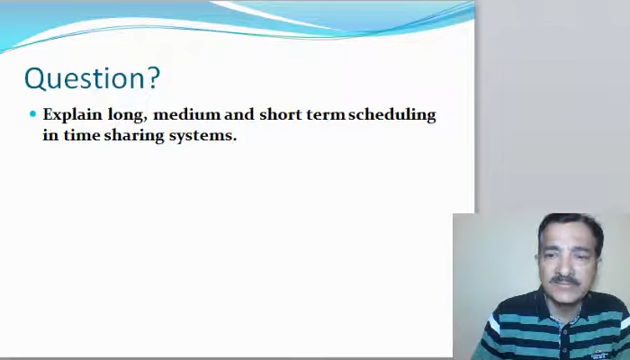 Question?
Explain long, medium and short term scheduling
in time sharing systems.